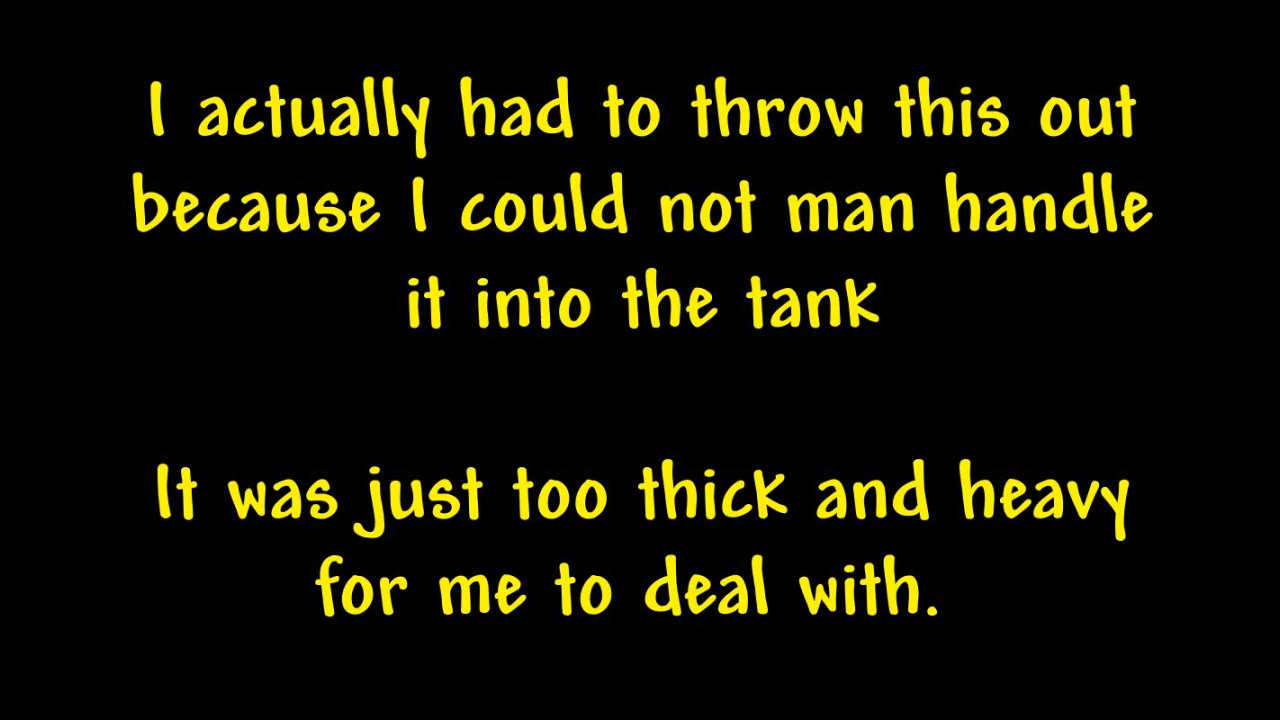 I actually had to throw this out
because I could not man handle
it into the tank
It was just too thick and heavy
for me to deal with.